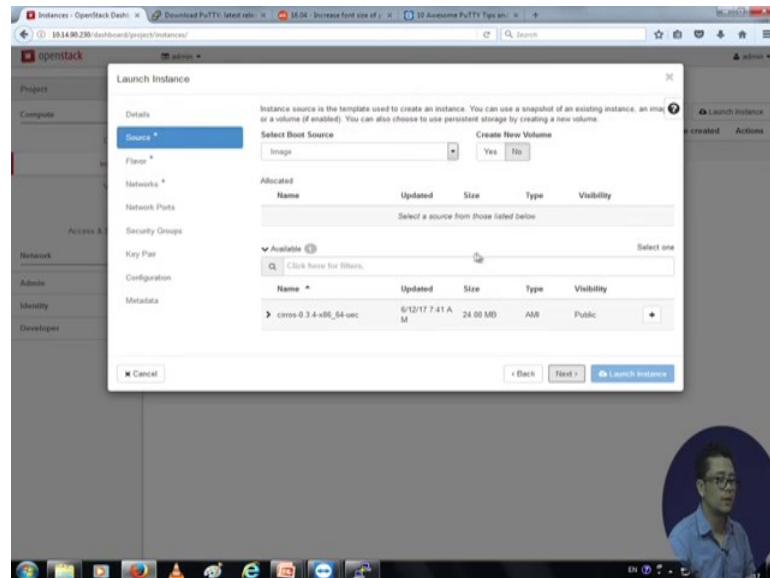 Instances - OpenStack Dashb
Download PuTTY: latest rele
16.04 - Increase font size of
10 Awesome PuTTY Tips an
10.14.90.230/dashboard/project/instances/
Search
openstack
admin
admin
Project
Compute
Access & S
Network
Admin
Identity
Developer
Launch Instance
created
Actions
Launch Instance
Details
Source *
Flavor *
Networks *
Network Ports
Security Groups
Key Pair
Configuration
Metadata
Instance source is the template used to create an instance. You can use a snapshot of an existing instance, an imag
or a volume (if enabled). You can also choose to use persistent storage by creating a new volume.
Select Boot Source
Create New Volume
Image
Yes
No
Allocated
Name Updated Size Type Visibility
Select a source from those listed below.
Available 1
Select one
Click here for filters.
Name Updated Size Type Visibility
cirros-0.3.4-x86_64-uec 6/12/17 7:41 A
M 24.00 MB AMI Public
Cancel
‹ Back
Next ›
Launch Instance
EN